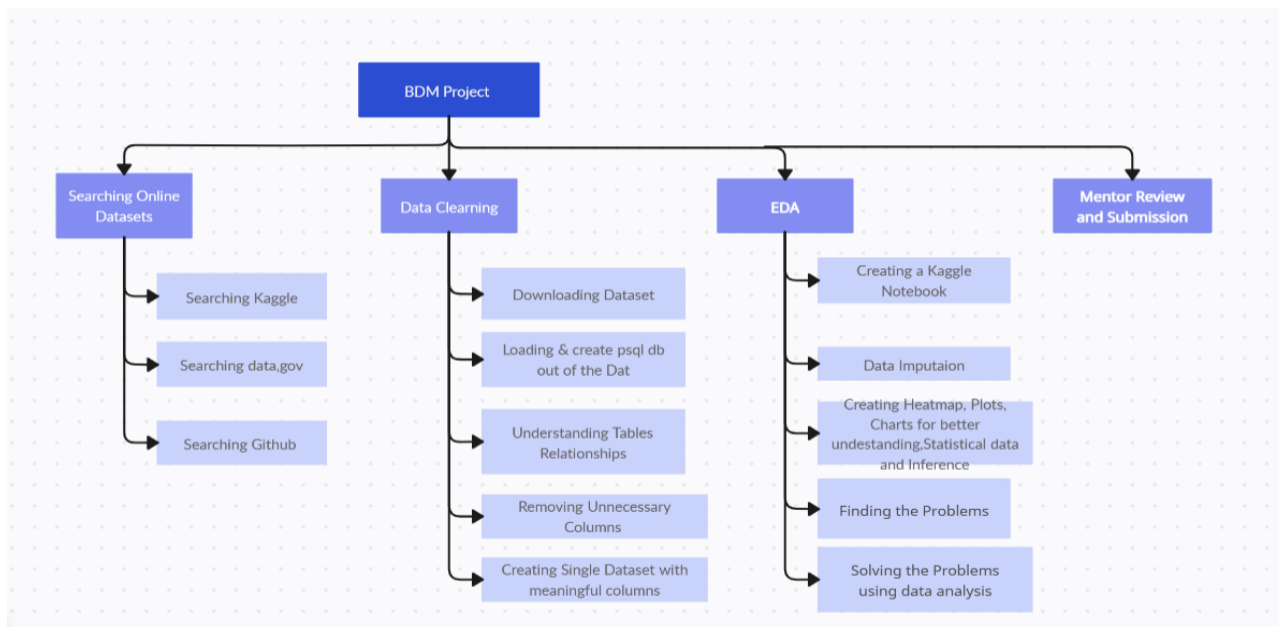 BDM Project
Searching Online
Datasets
Searching Kaggle
Searching data,gov
Searching Github
Data Clearning
Downloading Dataset
Loading & create psql db
out of the Dat
Understanding Tables
Relationships
Removing Unnecessary
Columns
Creating Single Dataset with
meaningful columns
EDA
Creating a Kaggle
Notebook
Data Imputaion
Creating Heatmap, Plots,
Charts for better
undestanding,Statistical data
and Inference
Finding the Problems
Solving the Problems
using data analysis
Mentor Review
and Submission